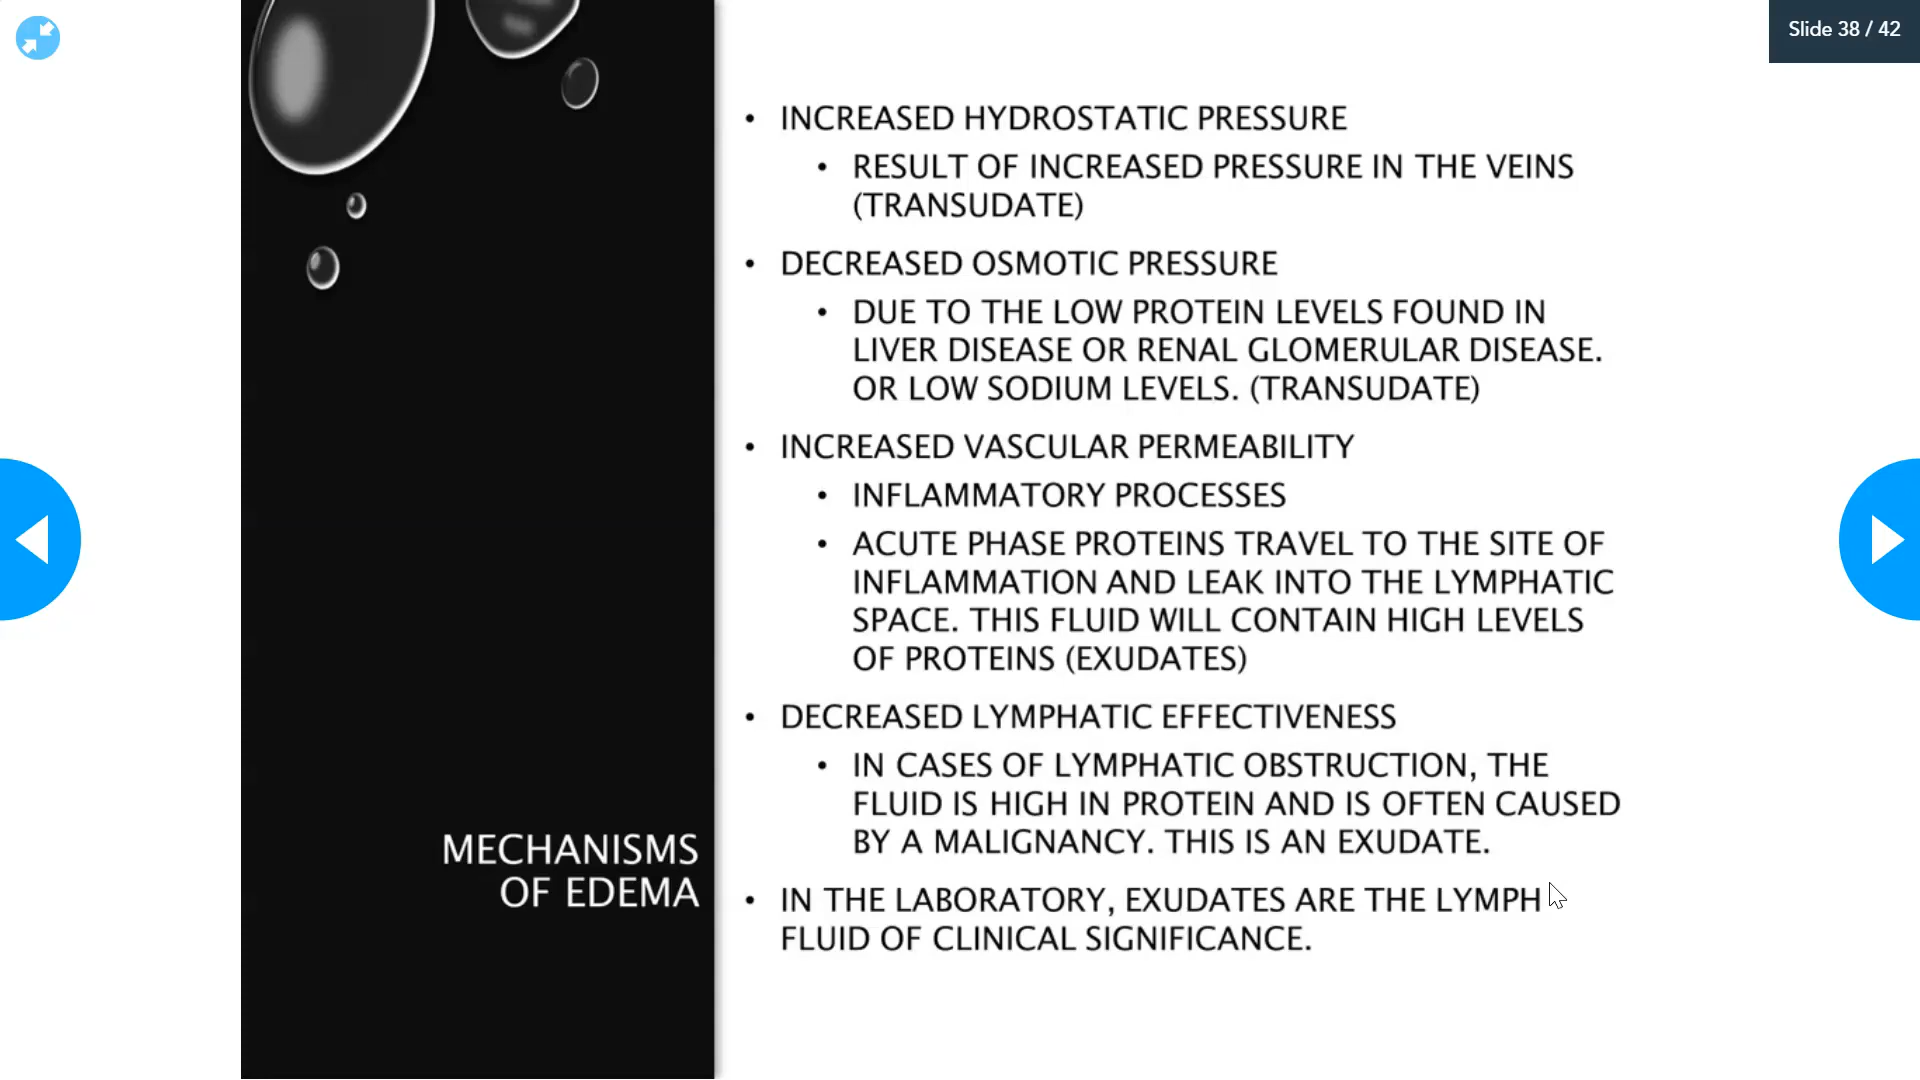 Slide 38 / 42
• INCREASED HYDROSTATIC PRESSURE
• RESULT OF INCREASED PRESSURE IN THE VEINS
(TRANSUDATE)
• DECREASED OSMOTIC PRESSURE
• DUE TO THE LOW PROTEIN LEVELS FOUND IN
LIVER DISEASE OR RENAL GLOMERULAR DISEASE.
OR LOW SODIUM LEVELS. (TRANSUDATE)
• INCREASED VASCULAR PERMEABILITY
• INFLAMMATORY PROCESSES
• ACUTE PHASE PROTEINS TRAVEL TO THE SITE OF
INFLAMMATION AND LEAK INTO THE LYMPHATIC
SPACE. THIS FLUID WILL CONTAIN HIGH LEVELS
OF PROTEINS (EXUDATES)
• DECREASED LYMPHATIC EFFECTIVENESS
• IN CASES OF LYMPHATIC OBSTRUCTION, THE
FLUID IS HIGH IN PROTEIN AND IS OFTEN CAUSED
BY A MALIGNANCY. THIS IS AN EXUDATE.
• IN THE LABORATORY, EXUDATES ARE THE LYMPH
FLUID OF CLINICAL SIGNIFICANCE.
MECHANISMS
OF EDEMA